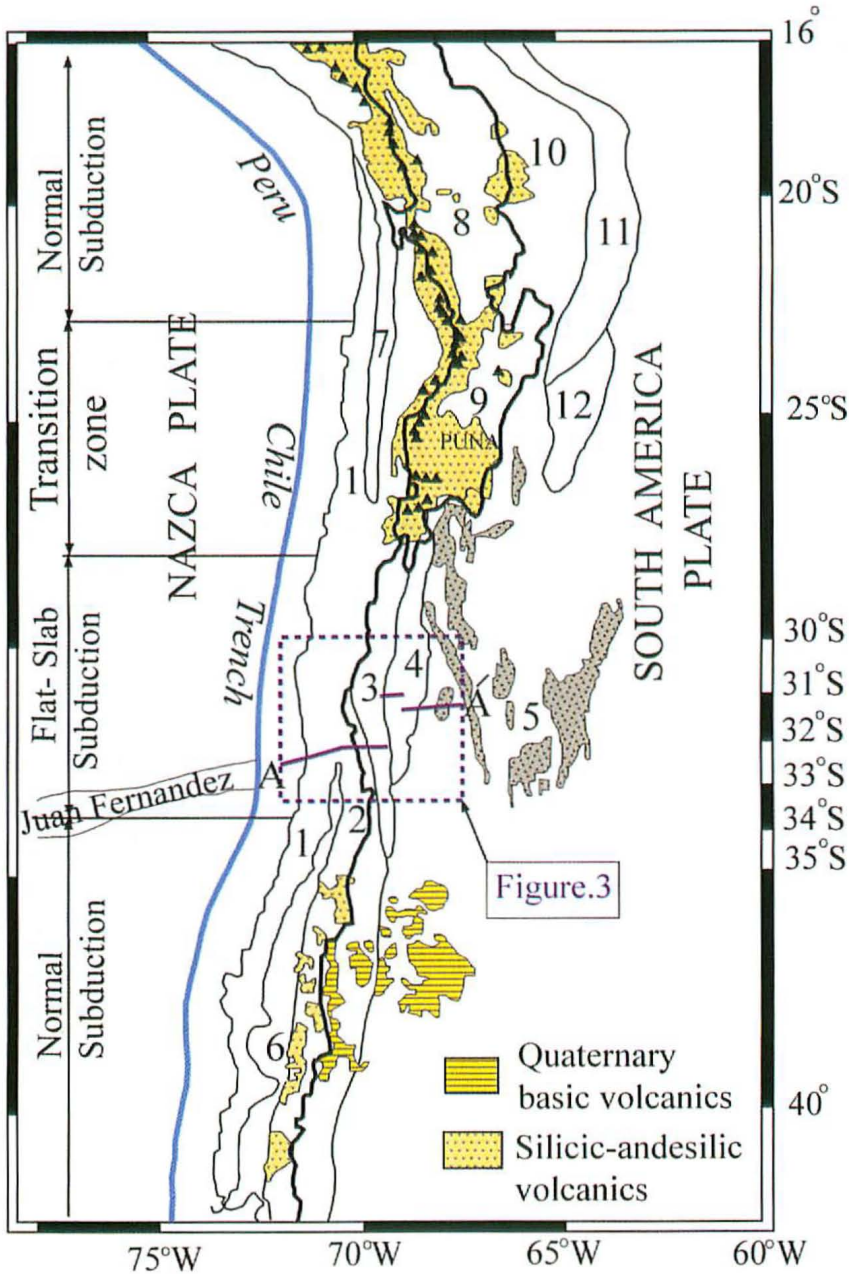 16°
20°S
25°S
30°S
31°S
32°S
33°S
34°S
35°S
40°
75°W
70°W
65°W
60°W
Normal
Subduction
Transition
zone
Flat- Slab
Subduction
Normal
Subduction
NAZCA PLATE
Peru
Chile
Trench
Juan Fernandez
SOUTH AMERICA
PLATE
PUNA
10
11
8
7
9
12
1
4
3
5
A
A´
2
1
6
Figure.3
Quaternary
basic volcanics
Silicic-andesilic
volcanics